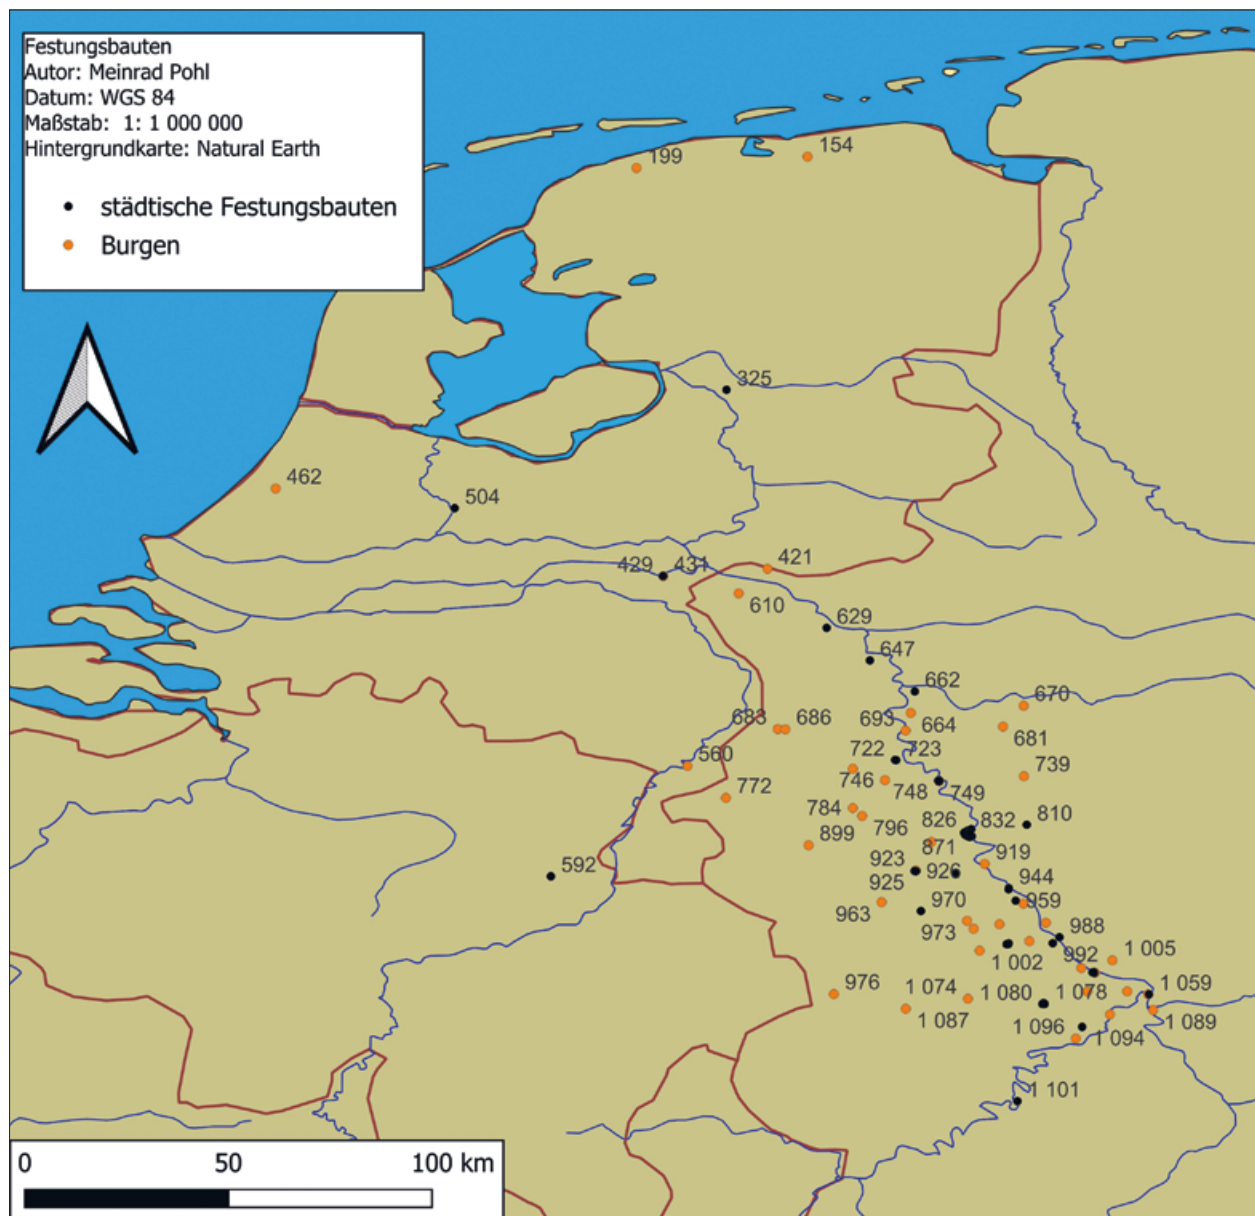 Festungsbauten
Autor: Meinrad Pohl
Datum: WGS 84
Maßstab: 1: 1 000 000
Hintergrundkarte: Natural Earth
städtische Festungsbauten
Burgen
199
154
325
462
504
429 431 421
610
629
647
662
670
683 686 693 664
681
722 723
560
746 748 749 739
772
784 796 826 832 810
899 871
919
592
923 926
925 944
963 970 959
973 988
1 002 992 1 005
976 1 074 1 080 1 078 1 059
1 087 1 096 1 094 1 089
1 101
0 50 100 km